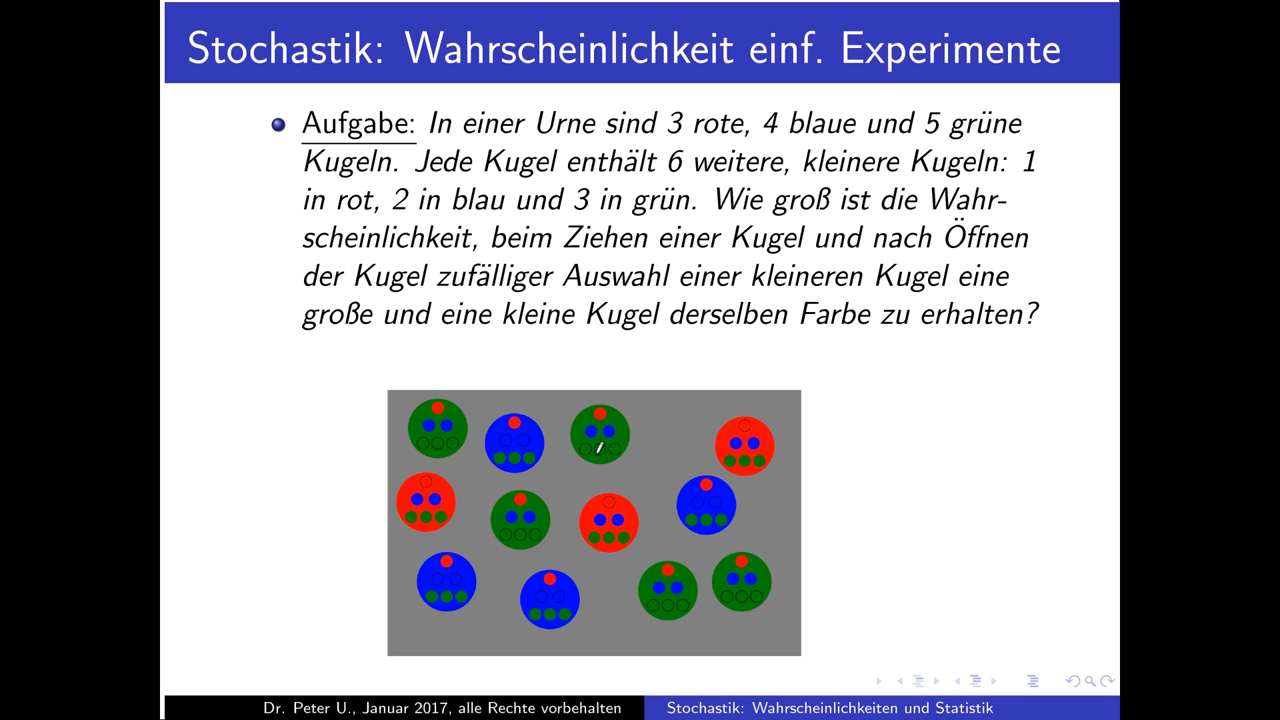 Stochastik: Wahrscheinlichkeit einf. Experimente
Aufgabe: In einer Urne sind 3 rote, 4 blaue und 5 grüne
Kugeln. Jede Kugel enthält 6 weitere, kleinere Kugeln: 1
in rot, 2 in blau und 3 in grün. Wie groß ist die Wahr-
scheinlichkeit, beim Ziehen einer Kugel und nach Öffnen
der Kugel zufälliger Auswahl einer kleineren Kugel eine
große und eine kleine Kugel derselben Farbe zu erhalten?
Dr. Peter U., Januar 2017, alle Rechte vorbehalten
Stochastik: Wahrscheinlichkeiten und Statistik